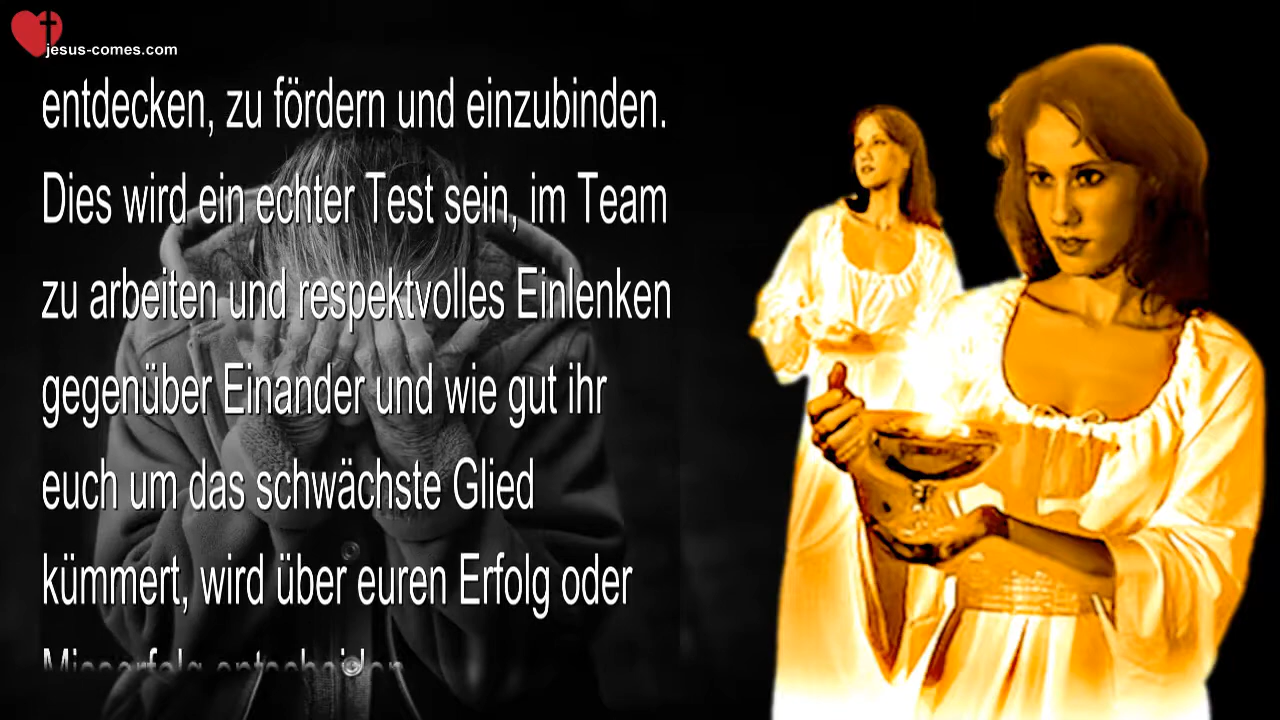 jesus-comes.com
entdecken, zu fördern und einzubinden.
Dies wird ein echter Test sein, im Team
zu arbeiten und respektvolles Einlenken
gegenüber Einander und wie gut ihr
euch um das schwächste Glied
kümmert, wird über euren Erfolg oder
Misserfolg entscheiden